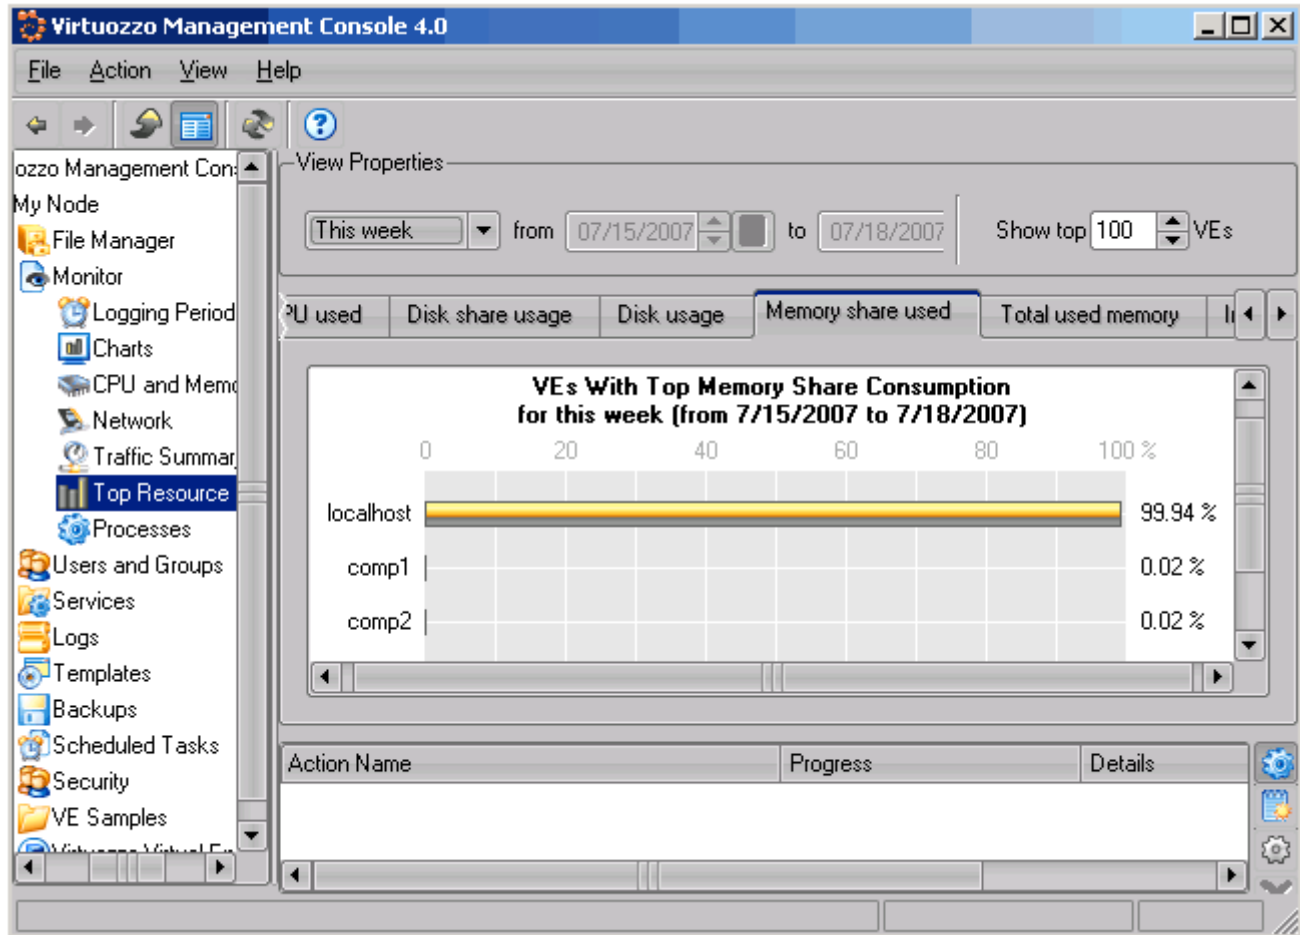 Virtuozzo Management Console 4.0
File Action View Help
ozzo Management Con
My Node
File Manager
Monitor
Logging Period
Charts
CPU and Mem
Network
Traffic Summar
Top Resource
Processes
Users and Groups
Services
Logs
Templates
Backups
Scheduled Tasks
Security
VE Samples
View Properties
This week from 07/15/2007 to 07/18/2007 Show top 100 VEs
PU used Disk share usage Disk usage Memory share used Total used memory
VEs With Top Memory Share Consumption
for this week (from 7/15/2007 to 7/18/2007)
0 20 40 60 80 100 %
localhost 99.94 %
comp1 0.02 %
comp2 0.02 %
Action Name Progress Details